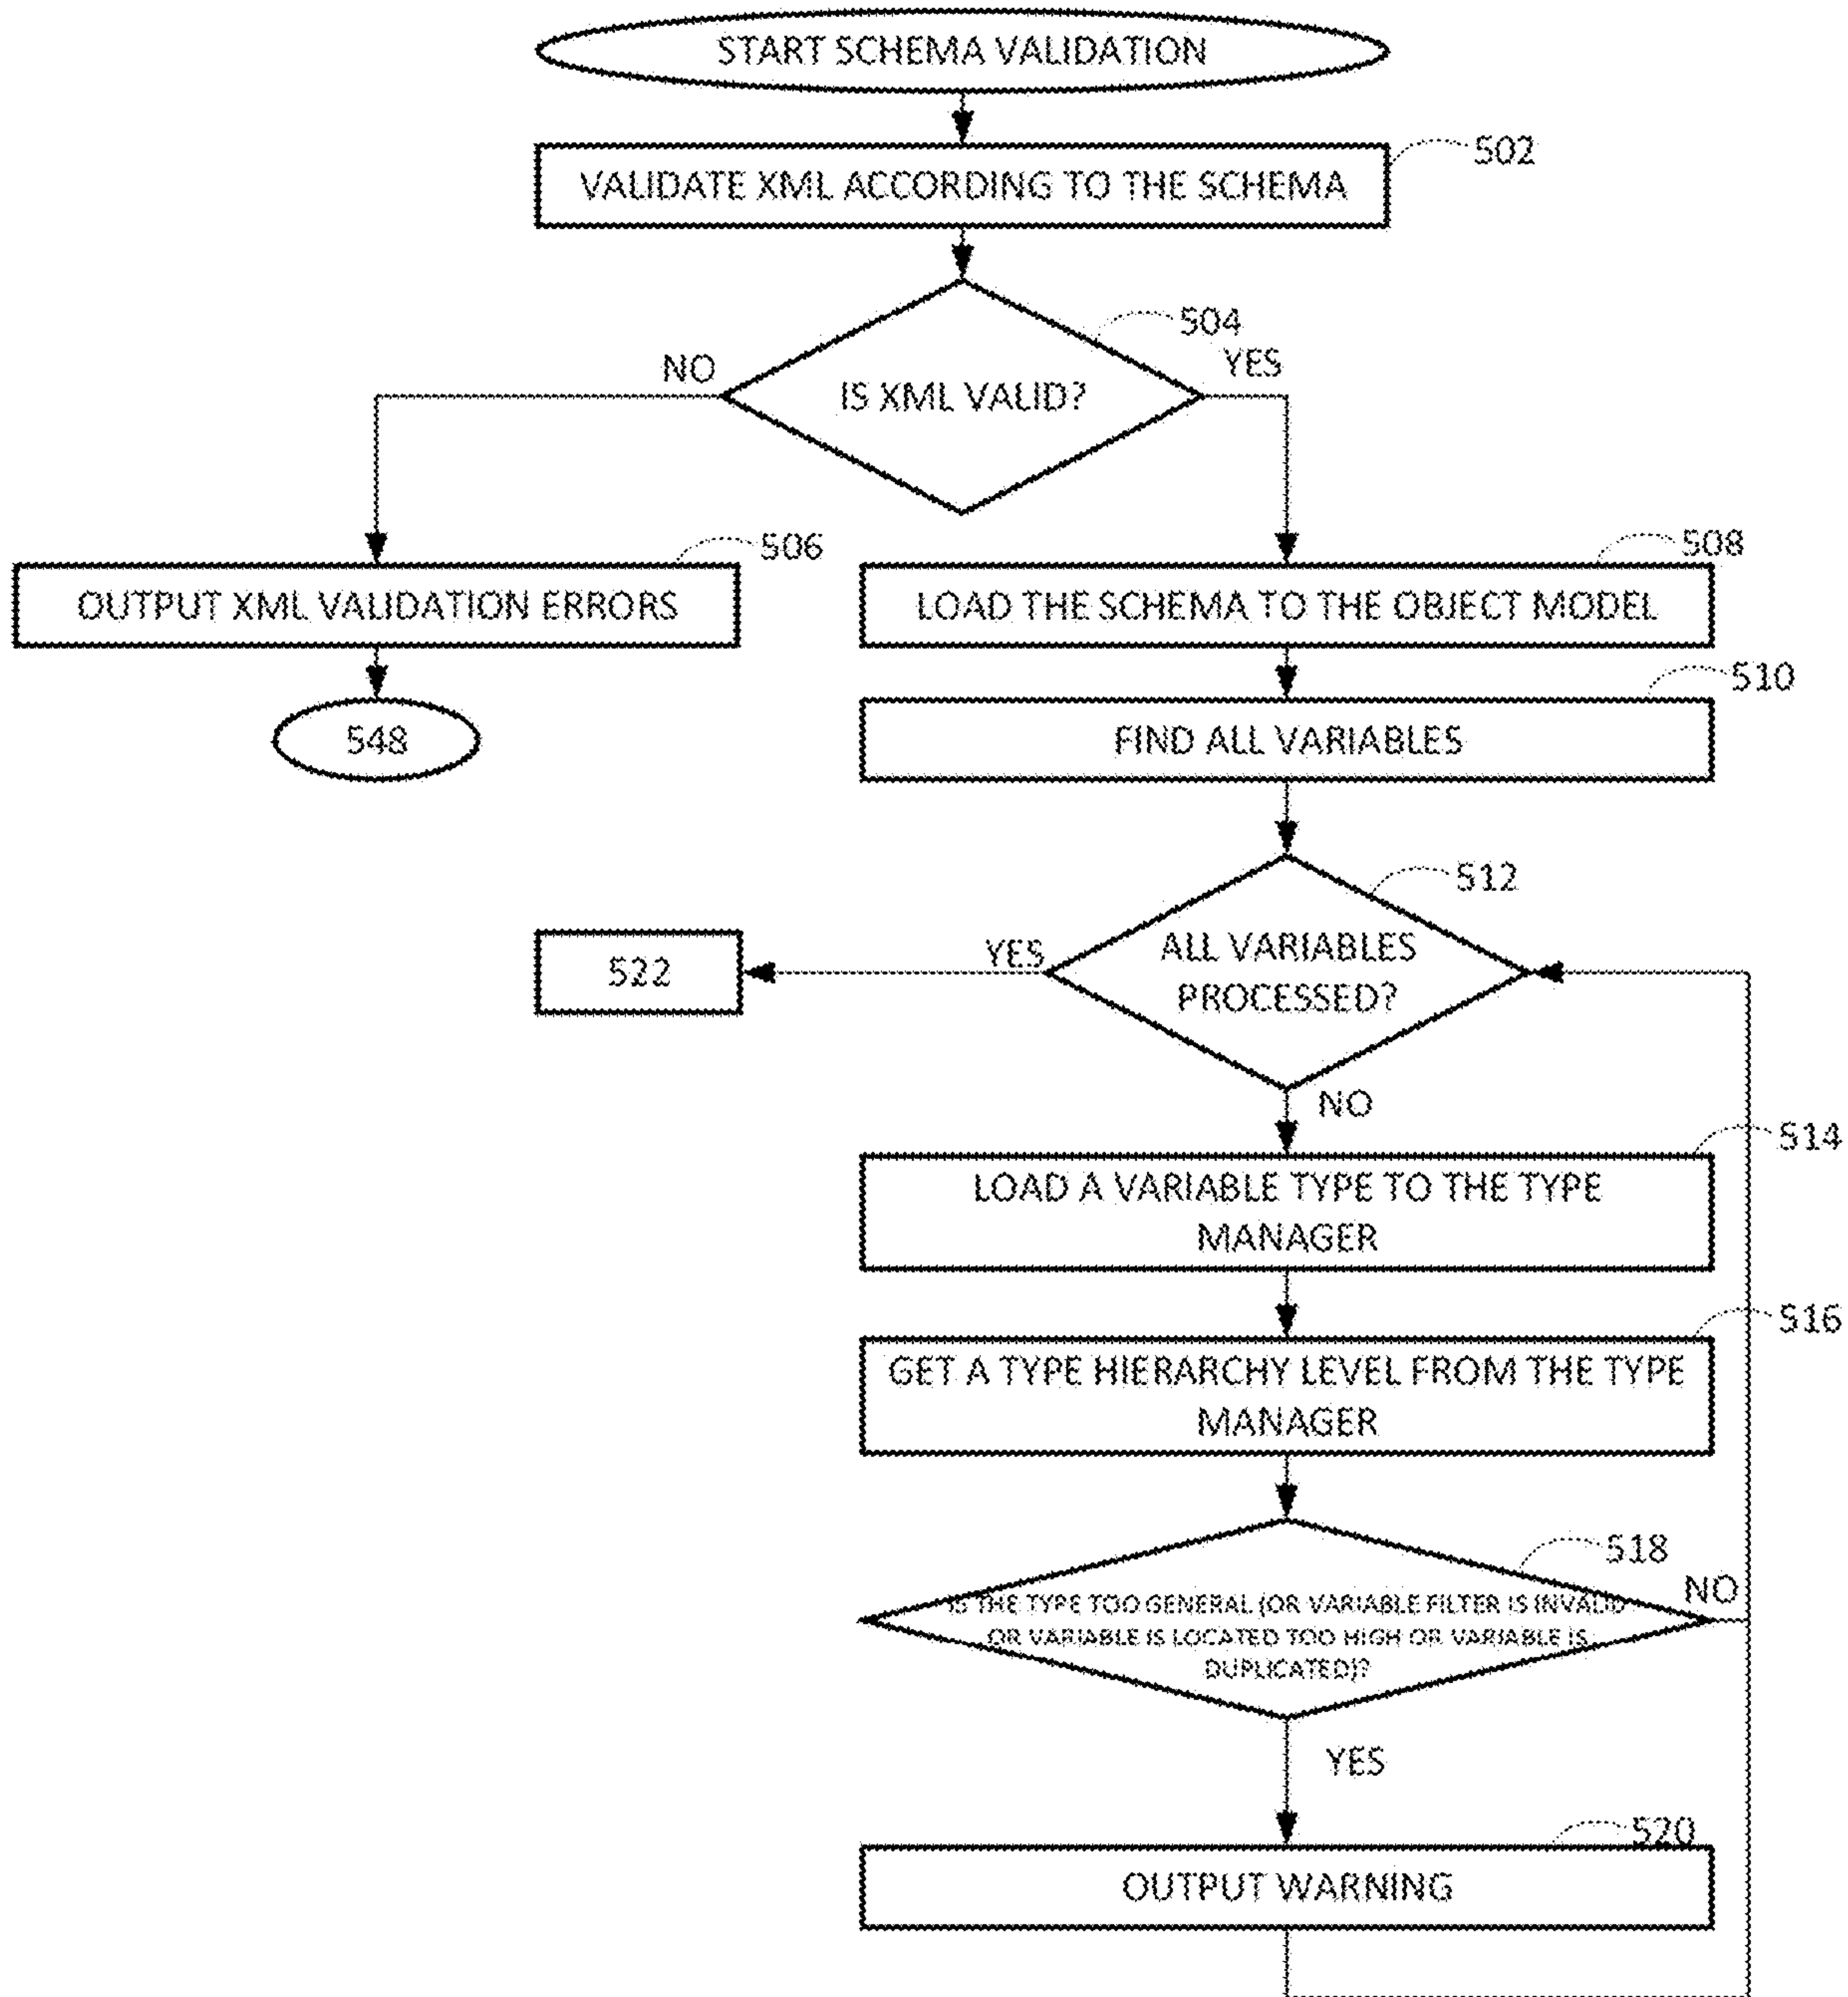 START SCHEMA VALIDATION
502
VALIDATE XML ACCORDING TO THE SCHEMA
504
NO
YES
IS XML VALID?
506
508
OUTPUT XML VALIDATION ERRORS
LOAD THE SCHEMA TO THE OBJECT MODEL
510
548
FIND ALL VARIABLES
512
YES
ALL VARIABLES
PROCESSED?
522
NO
514
LOAD A VARIABLE TYPE TO THE TYPE
MANAGER
516
GET A TYPE HIERARCHY LEVEL FROM THE TYPE
MANAGER
518
NO
IS THE TYPE TOO GENERAL (OR VARIABLE FILTER IS INVALID
OR VARIABLE IS LOCATED TOO HIGH OR VARIABLE IS
DUPLICATED)?
YES
520
OUTPUT WARNING